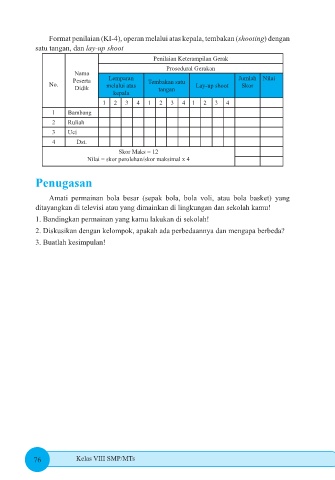 Format penilaian (KI-4), operan melalui atas kepala, tembakan (shooting) dengan
satu tangan, dan lay-up shoot
Penilaian Keterampilan Gerak
Prosedural Gerakan
No.
Nama
Peserta
Didik
Lemparan
melalui atas
kepala
Tembakan satu
tangan
Lay-up shoot
Jumlah
Skor
Nilai
1 2 3 4 1 2 3 4 1 2 3 4
1 Bambang
2 Ruliah
3 Uci
4 Dst.
Skor Maks = 12
Nilai = skor perolehan/skor maksimal x 4
Penugasan
Amati permainan bola besar (sepak bola, bola voli, atau bola basket) yang
ditayangkan di televisi atau yang dimainkan di lingkungan dan sekolah kamu!
1. Bandingkan permainan yang kamu lakukan di sekolah!
2. Diskusikan dengan kelompok, apakah ada perbedaannya dan mengapa berbeda?
3. Buatlah kesimpulan!
76
Kelas VIII SMP/MTs